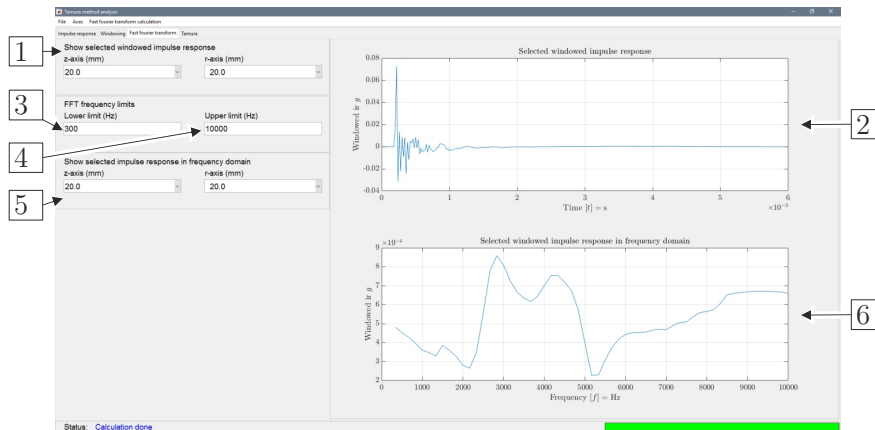 Tamura method analysis
File Axes Fast fourier transform calculation
Impulse response Windowing Fast fourier transform Tamura
1
Show selected windowed impulse response
z-axis (mm) r-axis (mm)
20.0 20.0
3
FFT frequency limits
Lower limit (Hz) Upper limit (Hz)
300 10000
4
Show selected impulse response in frequency domain
z-axis (mm) r-axis (mm)
20.0 20.0
5
Selected windowed impulse response
Windowed ir g
0.08
0.06
0.04
0.02
0
-0.02
-0.04
0 1 2 3 4 5 6
Time [t] = s ×10⁻³
2
Selected windowed impulse response in frequency domain
×10⁻⁴
Windowed ir g
9
8
7
6
5
4
3
2
0 1000 2000 3000 4000 5000 6000 7000 8000 9000 10000
Frequency [f] = Hz
6
Status: Calculation done